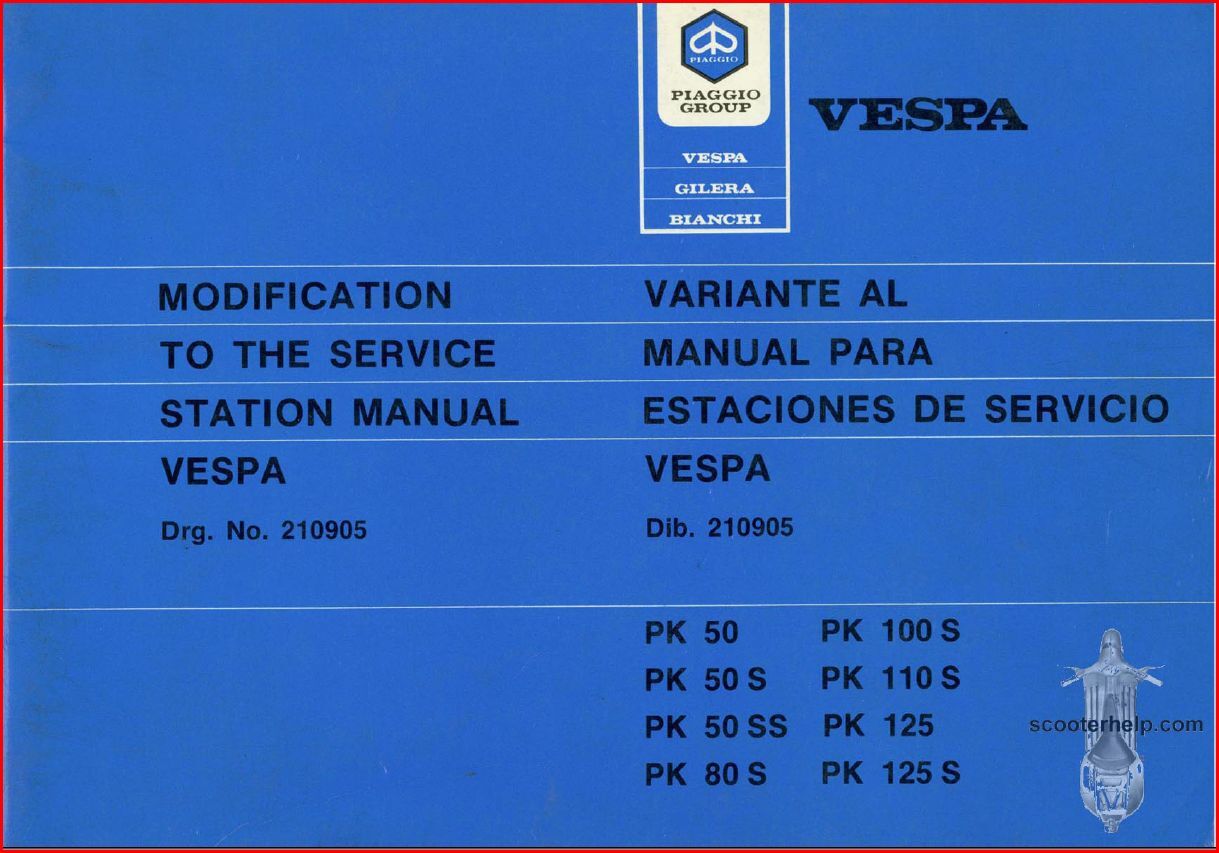 PIAGGIO
PIAGGIO
GROUP
VESPA
GILERA
BIANCHI
VESPA
MODIFICATION
TO THE SERVICE
STATION MANUAL
VESPA
Drg. No. 210905
VARIANTE AL
MANUAL PARA
ESTACIONES DE SERVICIO
VESPA
Dib. 210905
PK 50
PK 50 S
PK 50 SS
PK 80 S
PK 100 S
PK 110 S
PK 125
PK 125 S
scooterhelp.com